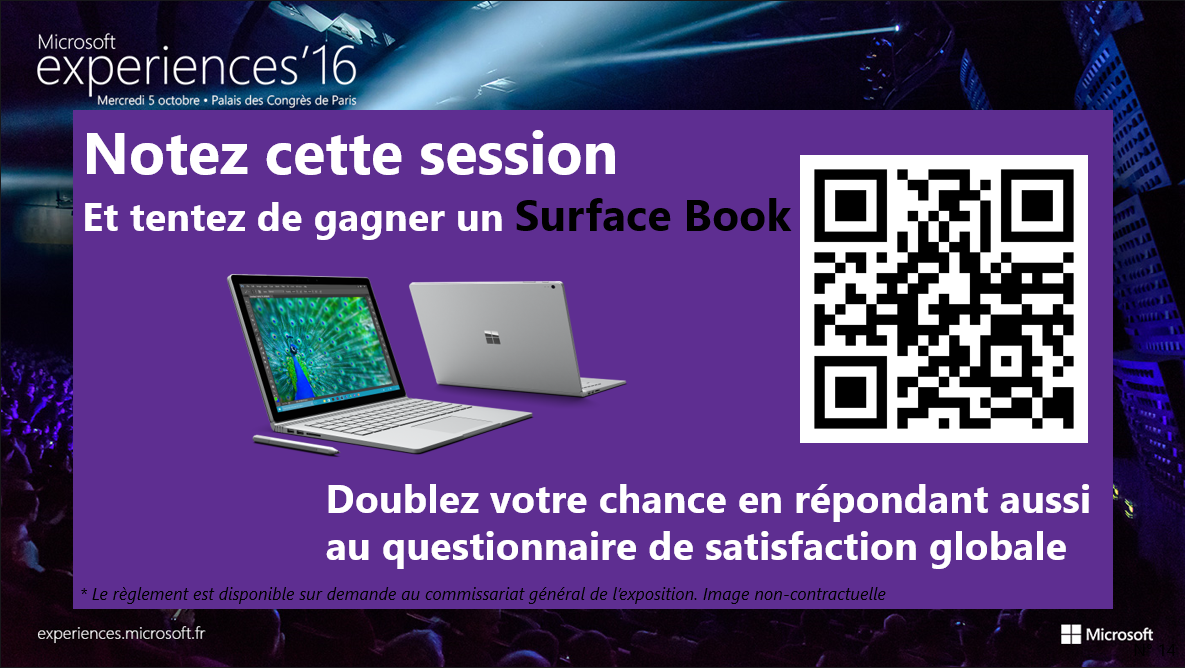 Microsoft
experiences'16
Mercredi 5 octobre • Palais des Congrès de Paris
Notez cette session
Et tentez de gagner un Surface Book
Doublez votre chance en répondant aussi
au questionnaire de satisfaction globale
* Le règlement est disponible sur demande au commissariat général de l'exposition. Image non-contractuelle
experiences.microsoft.fr
Microsoft